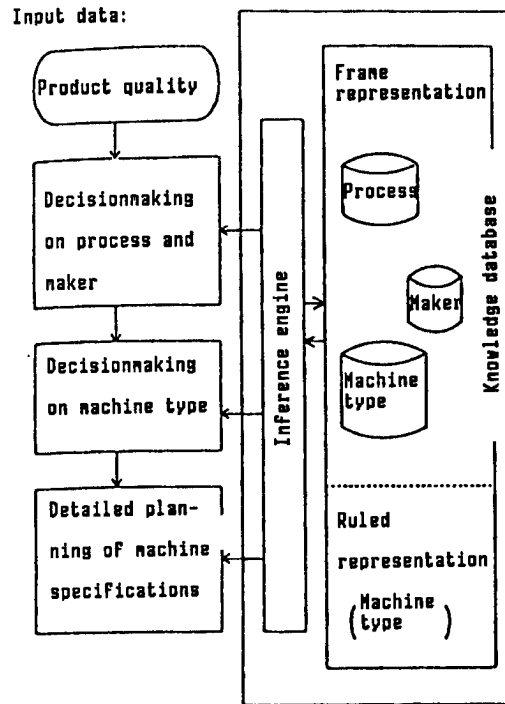 Input data:
Product quality
Decisionmaking
on process and
maker
Decisionmaking
on machine type
Detailed plan-
ning of machine
specifications
Inference engine
Frame
representation
Process
Maker
Machine
type
Knowledge database
Ruled
representation
(Machine
type)